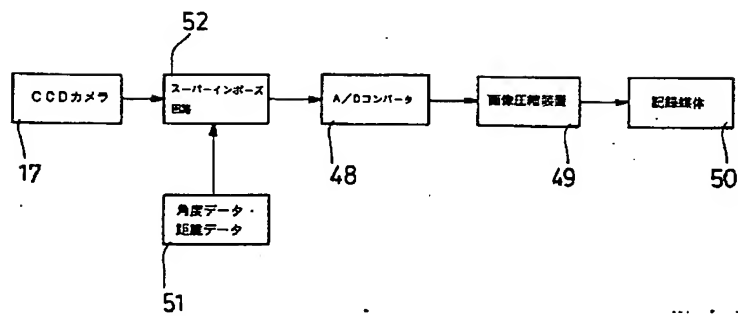 52
CCDカメラ
スーパーインポーズ
回路
A/Dコンバータ
画像圧縮装置
記録媒体
17
48
49
50
角度データ・
距離データ
51